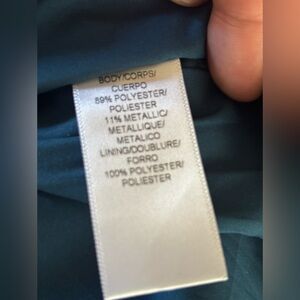 BODY/CORPS/
CUERPO
89% POLYESTER/
POLIESTER
11% METALLIC/
METALLIQUE/
METALICO
LINING/DOUBLURE/
FORRO
100% POLYESTER/
POLIESTER